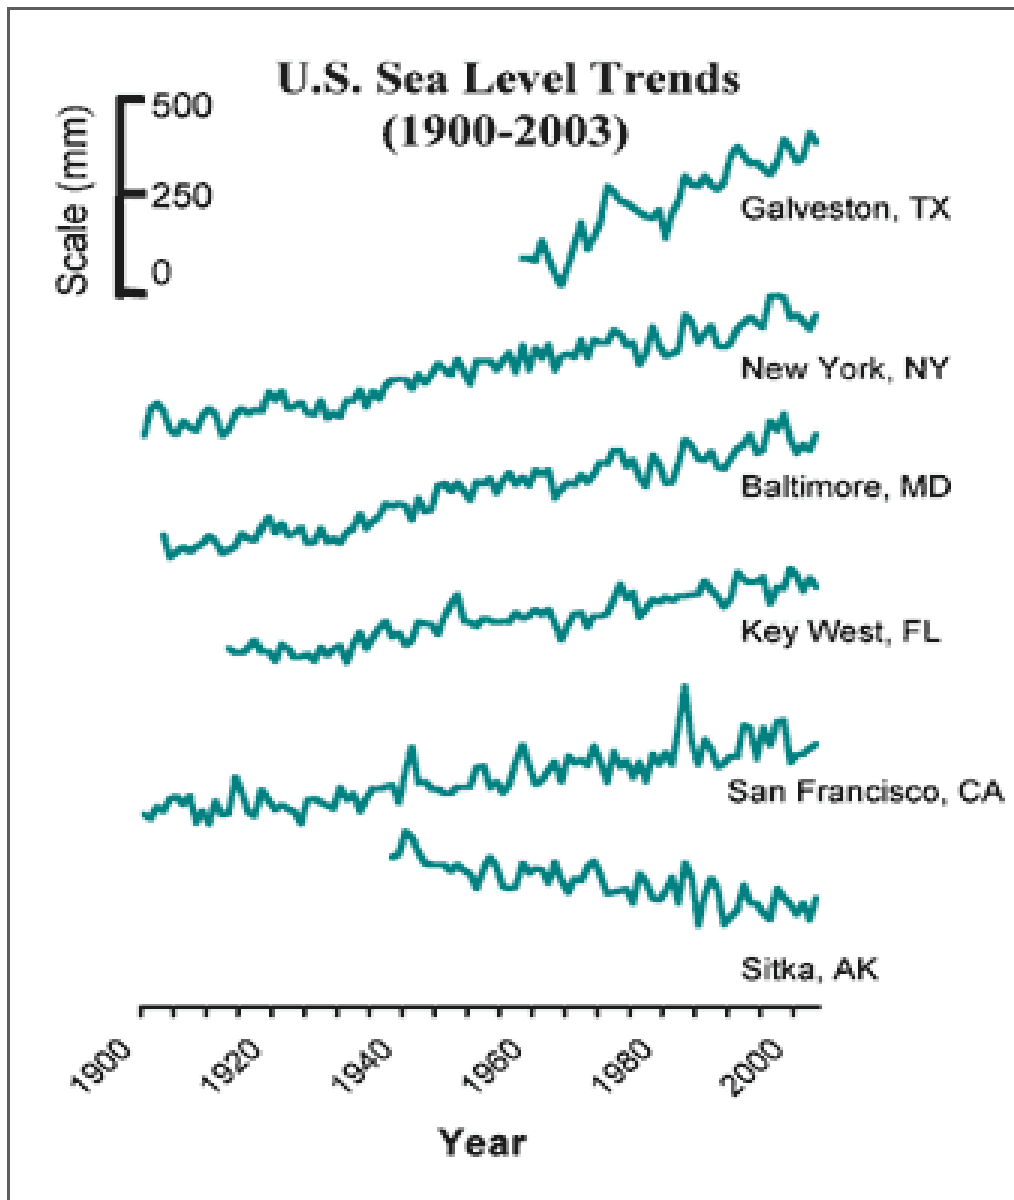 U.S. Sea Level Trends
(1900-2003)
Scale (mm)
500
250
0
Galveston, TX
New York, NY
Baltimore, MD
Key West, FL
San Francisco, CA
Sitka, AK
1900
1920
1940
1960
1980
2000
Year